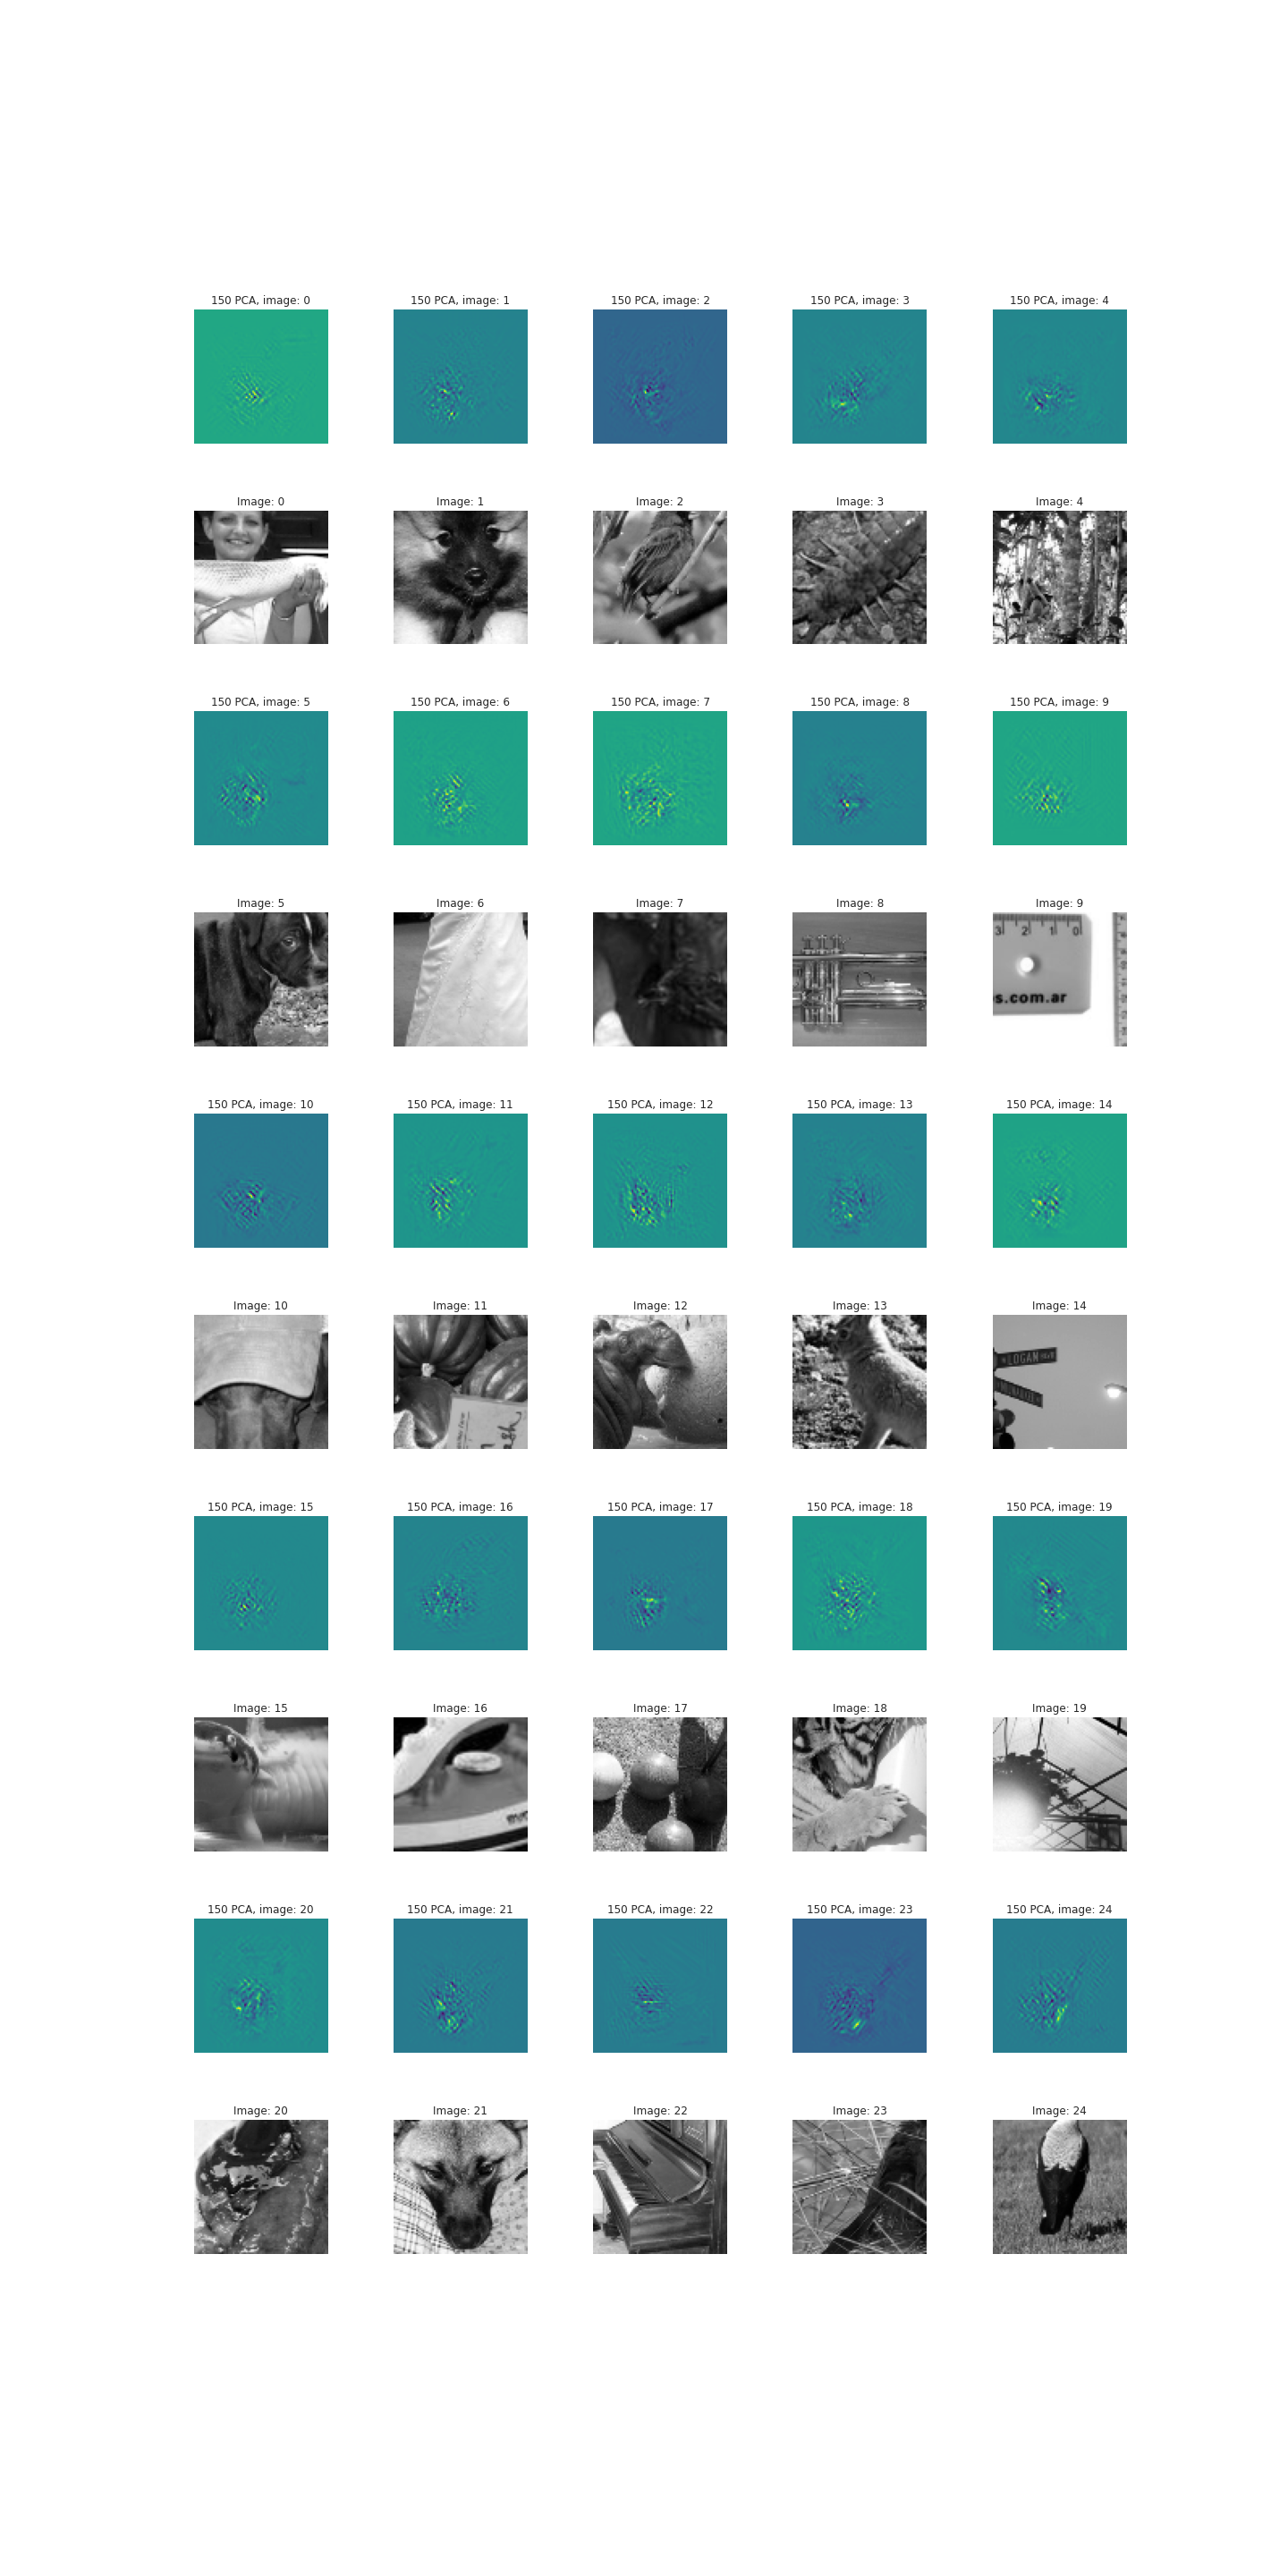 150 PCA, image: 0
150 PCA, image: 1
150 PCA, image: 2
150 PCA, image: 3
150 PCA, image: 4
Image: 0
Image: 1
Image: 2
Image: 3
Image: 4
150 PCA, image: 5
150 PCA, image: 6
150 PCA, image: 7
150 PCA, image: 8
150 PCA, image: 9
Image: 5
Image: 6
Image: 7
Image: 8
Image: 9
3 2 1 0
s.com.ar
150 PCA, image: 10
150 PCA, image: 11
150 PCA, image: 12
150 PCA, image: 13
150 PCA, image: 14
Image: 10
Image: 11
Image: 12
Image: 13
Image: 14
LOGAN
150 PCA, image: 15
150 PCA, image: 16
150 PCA, image: 17
150 PCA, image: 18
150 PCA, image: 19
Image: 15
Image: 16
Image: 17
Image: 18
Image: 19
150 PCA, image: 20
150 PCA, image: 21
150 PCA, image: 22
150 PCA, image: 23
150 PCA, image: 24
Image: 20
Image: 21
Image: 22
Image: 23
Image: 24